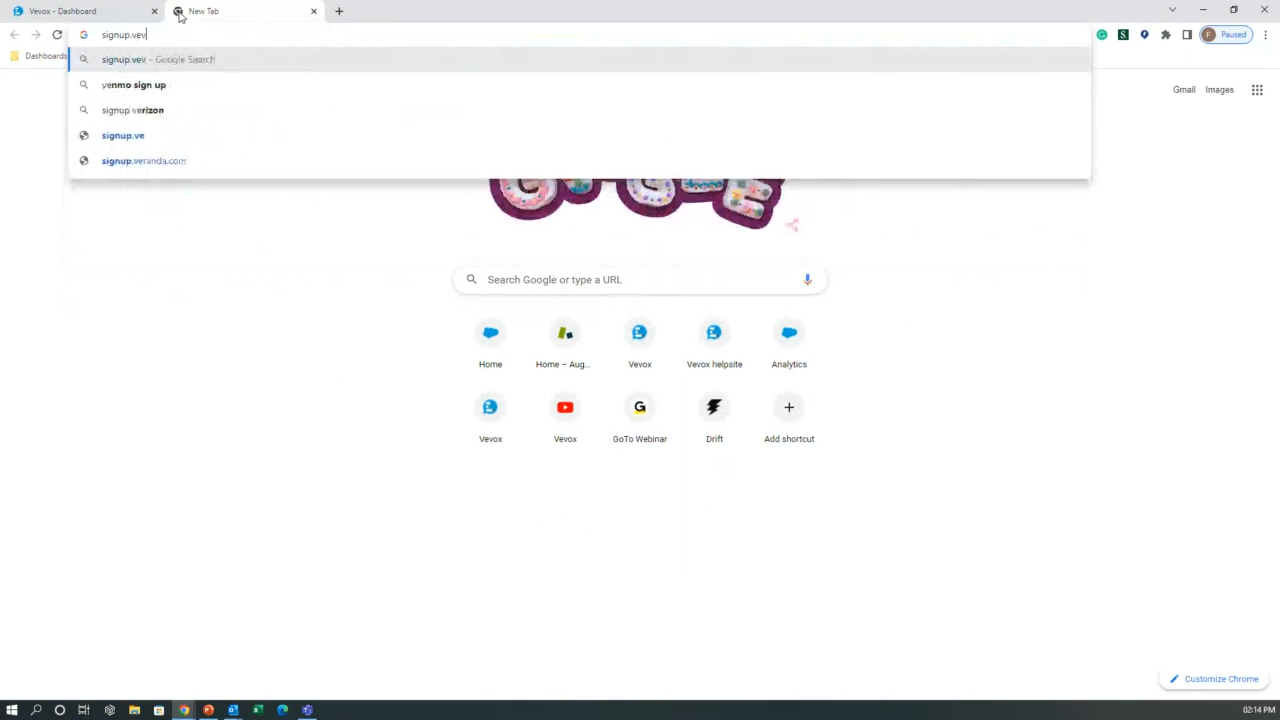 Vevox - Dashboard
New Tab
signup.vev
Paused
Dashboards
signup.vev - Google Search
venmo sign up
signup verizon
signup.ve
signup.veranda.com
Gmail Images
Search Google or type a URL
Home Home – Aug... Vevox Vevox helpsite Analytics
Vevox Vevox GoTo Webinar Drift Add shortcut
Customize Chrome
02:14 PM